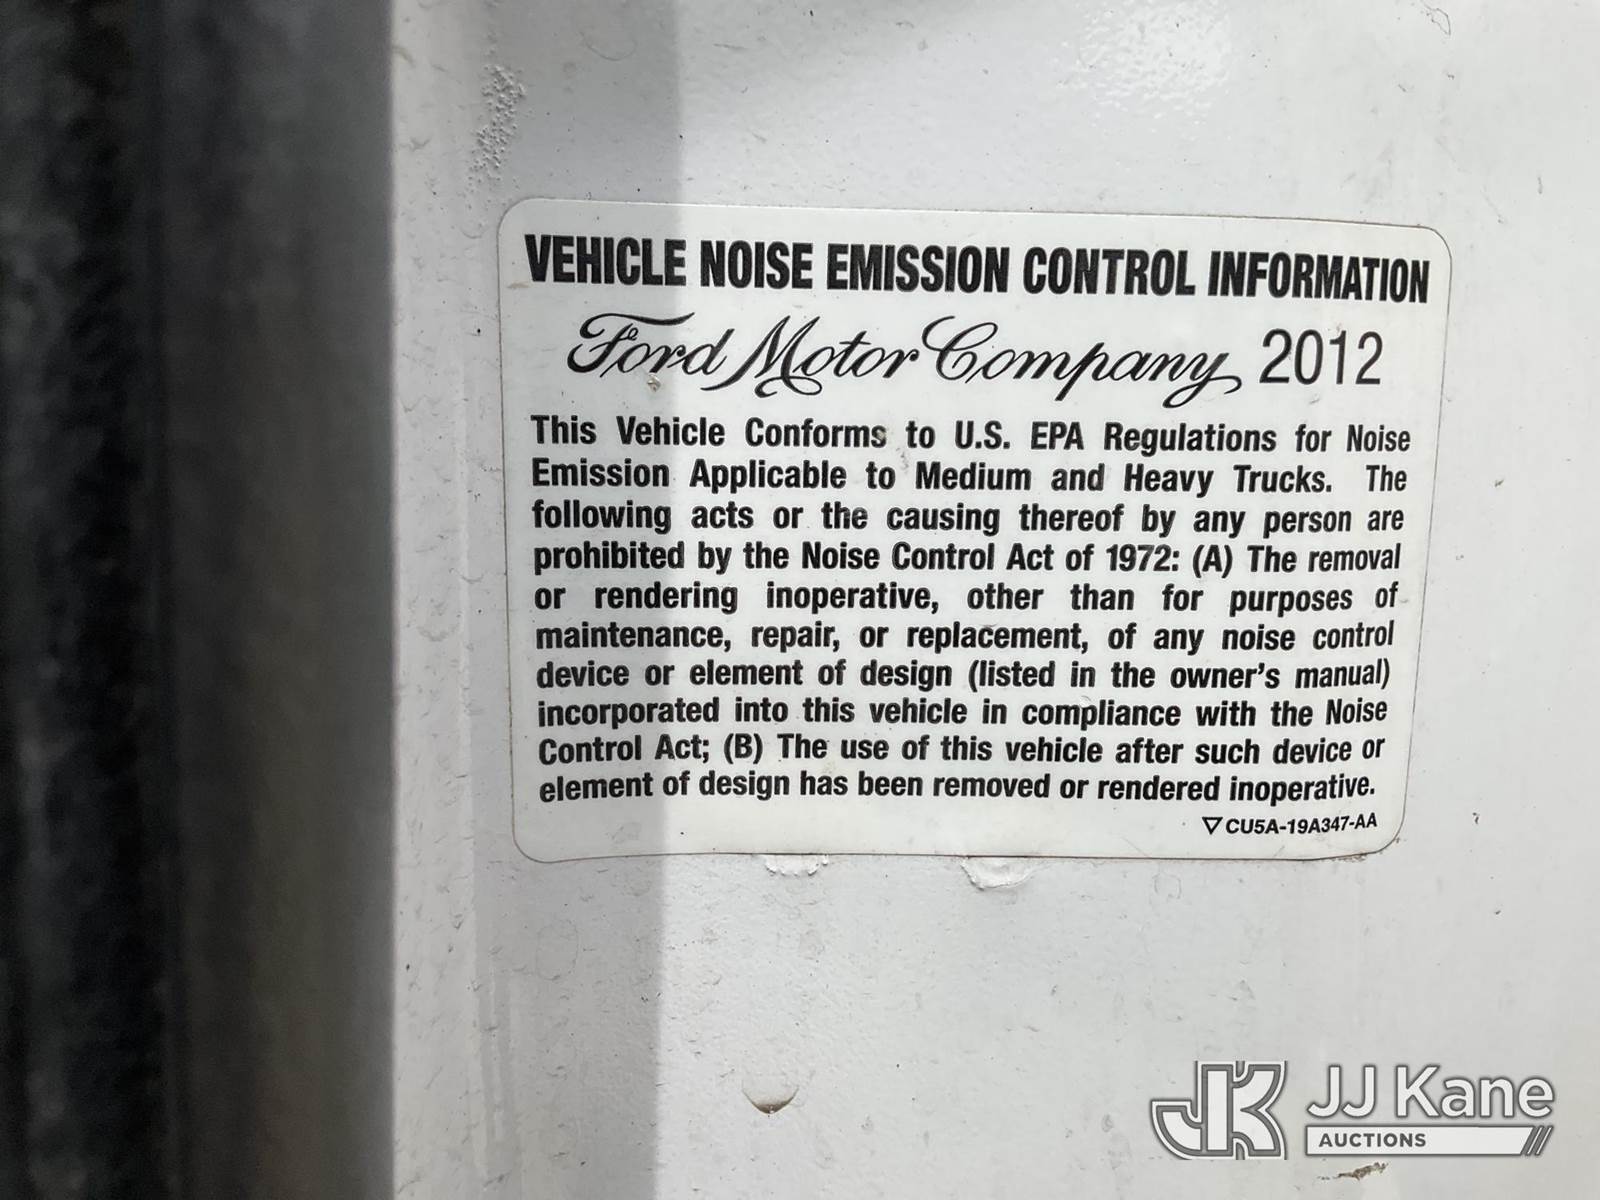 VEHICLE NOISE EMISSION CONTROL INFORMATION
Ford Motor Company 2012
This Vehicle Conforms to U.S. EPA Regulations for Noise
Emission Applicable to Medium and Heavy Trucks. The
following acts or the causing thereof by any person are
prohibited by the Noise Control Act of 1972: (A) The removal
or rendering inoperative, other than for purposes of
maintenance, repair, or replacement, of any noise control
device or element of design (listed in the owner's manual)
incorporated into this vehicle in compliance with the Noise
Control Act; (B) The use of this vehicle after such device or
element of design has been removed or rendered inoperative.
▽CU5A-19A347-AA
JK JJ Kane
AUCTIONS